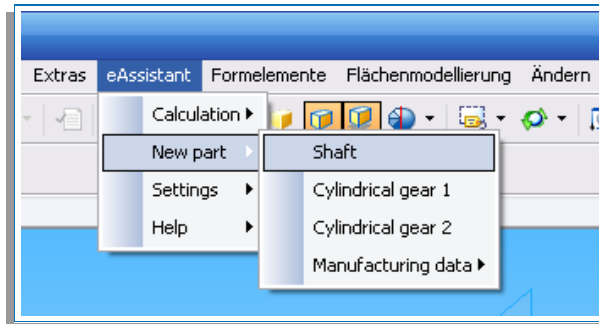 Extras eAssistant Formelemente Flächenmodellierung Ändern
Calculation
New part
Shaft
Settings
Cylindrical gear 1
Help
Cylindrical gear 2
Manufacturing data